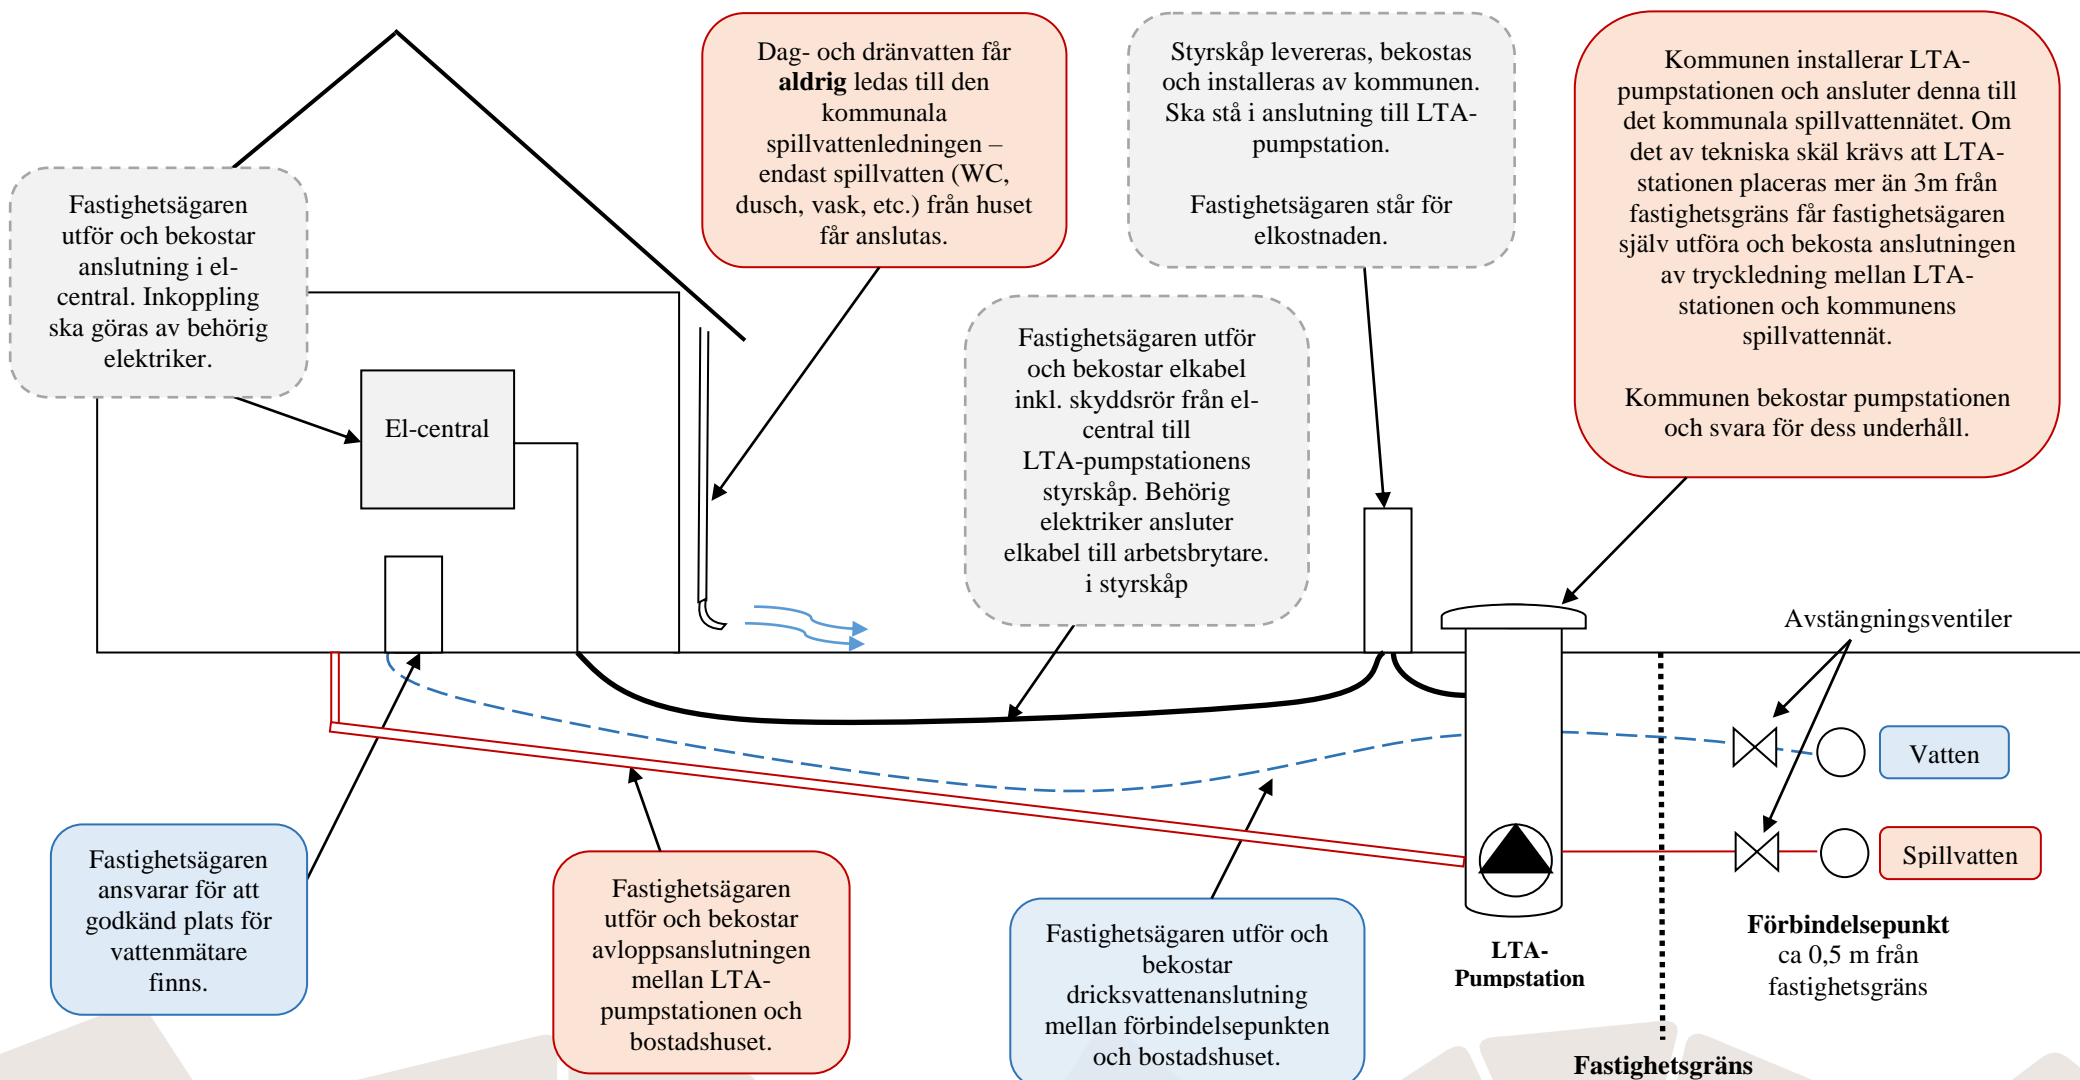 Dag- och dränvatten får
aldrig ledas till den
kommunala
spillvattenledningen –
endast spillvatten (WC,
dusch, vask, etc.) från huset
får anslutas.
Styrskåp levereras, bekostas
och installeras av kommunen.
Ska stå i anslutning till LTA-
pumpstation.
Fastighetsägaren står för
elkostnaden.
Kommunen installerar LTA-
pumpstationen och ansluter denna till
det kommunala spillvattennätet. Om
det av tekniska skäl krävs att LTA-
stationen placeras mer än 3m från
fastighetsgräns får fastighetsägaren
själv utföra och bekosta anslutningen
av tryckledning mellan LTA-
stationen och kommunens
spillvattennät.
Kommunen bekostar pumpstationen
och svara för dess underhåll.
Fastighetsägaren
utför och bekostar
anslutning i el-
central. Inkoppling
ska göras av behörig
elektriker.
El-central
Fastighetsägaren utför
och bekostar elkabel
inkl. skyddsrör från el-
central till
LTA-pumpstationens
styrskåp. Behörig
elektriker ansluter
elkabel till arbetsbrytare.
i styrskåp
Avstängningsventiler
Vatten
Spillvatten
Fastighetsägaren
ansvarar för att
godkänd plats för
vattenmätare
finns.
Fastighetsägaren
utför och bekostar
avloppsanslutningen
mellan LTA-
pumpstationen och
bostadshuset.
Fastighetsägaren utför och
bekostar
dricksvattenanslutning
mellan förbindelsepunkten
och bostadshuset.
LTA-
Pumpstation
Förbindelsepunkt
ca 0,5 m från
fastighetsgräns
Fastighetsgräns